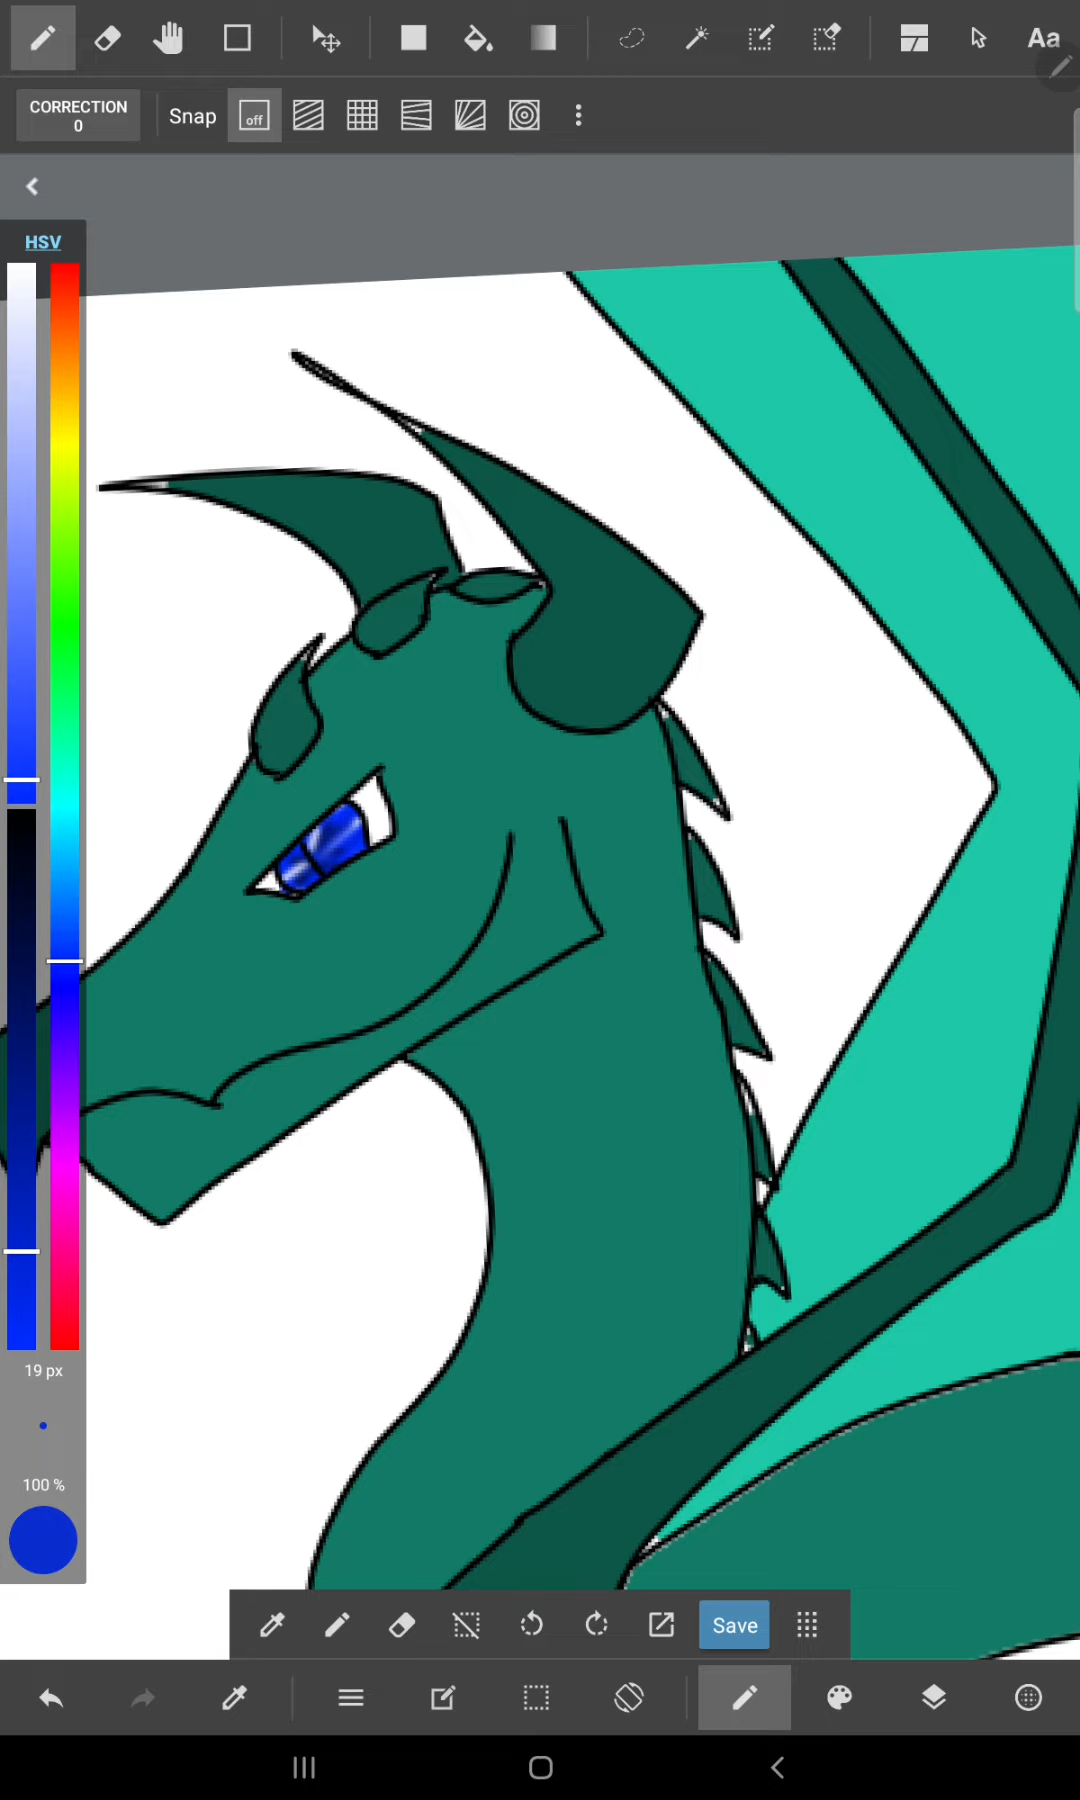 Aa
CORRECTION
0
Snap
off
HSV
19 px
100 %
Save